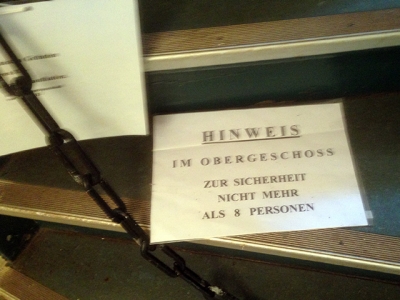 HINWEIS
IM OBERGESCHOSS
ZUR SICHERHEIT
NICHT MEHR
ALS 8 PERSONEN